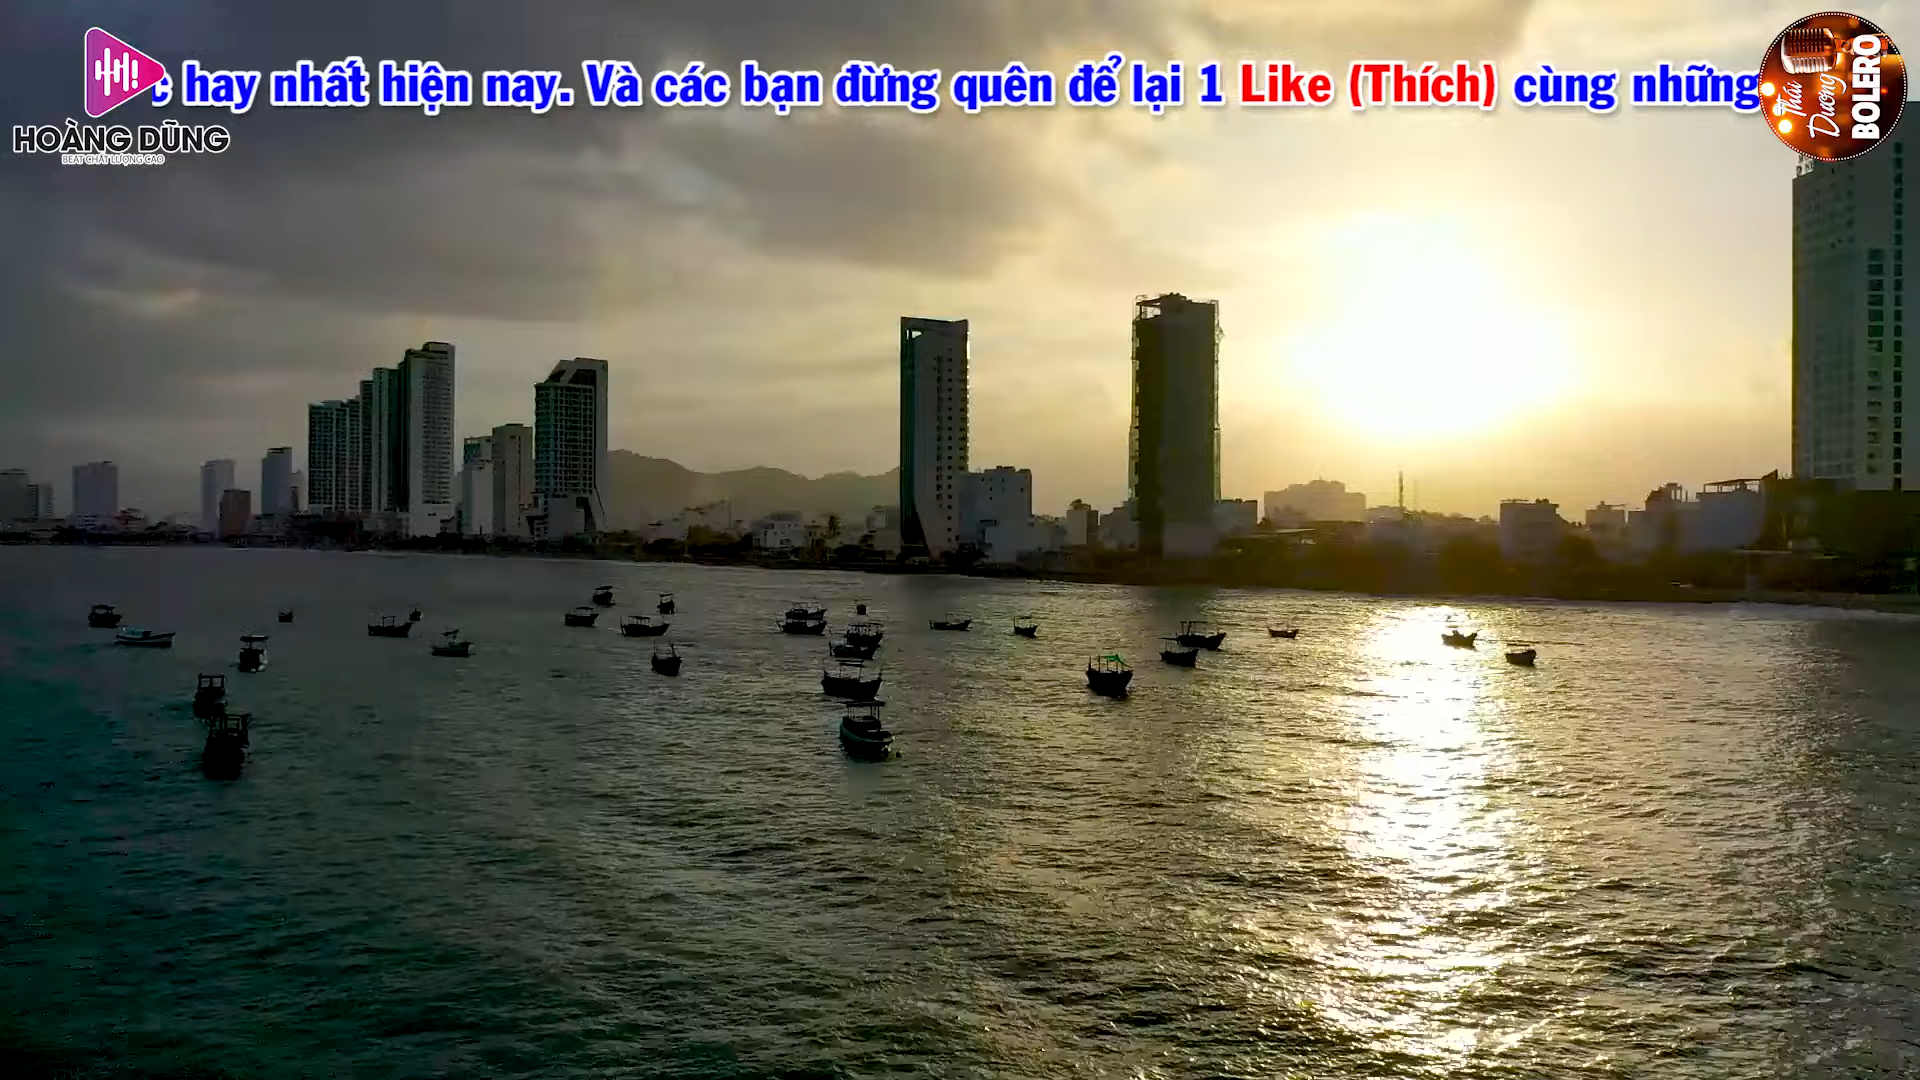 c hay nhất hiện nay. Và các bạn đừng quên để lại 1 Like (Thích) cùng những
HOÀNG DŨNG
BEAT CHẤT LƯỢNG CAO
Thái
Dương
BOLERO